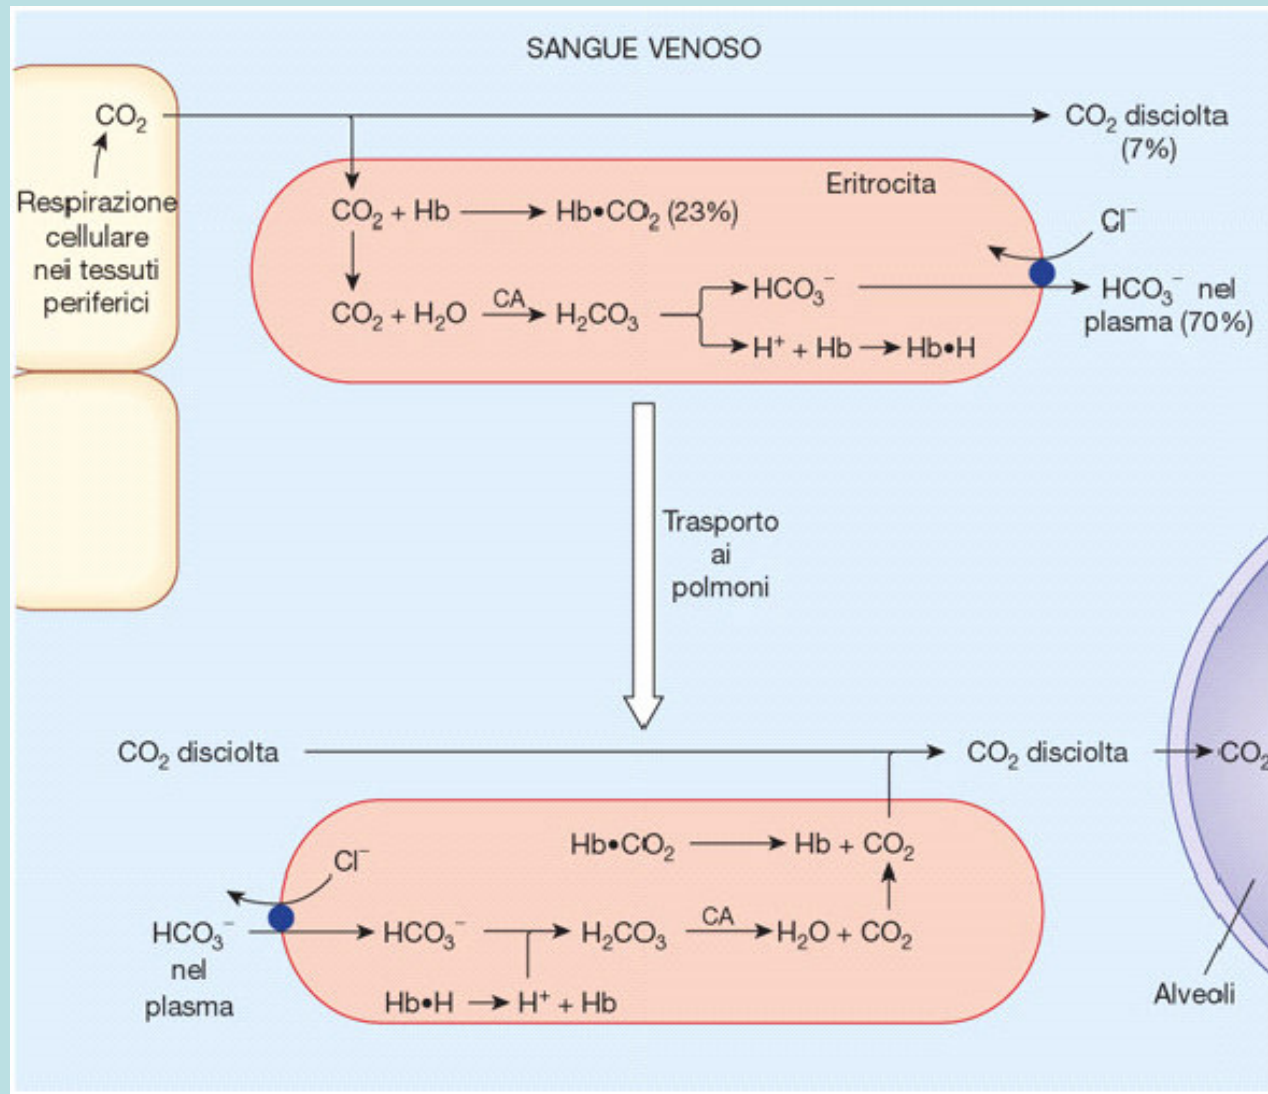 SANGUE VENOSO
CO₂
CO₂ disciolta
(7%)
Respirazione
cellulare
nei tessuti
periferici
Eritrocita
CO₂ + Hb → Hb•CO₂ (23%)
Cl⁻
CO₂ + H₂O CA → H₂CO₃
HCO₃⁻
HCO₃⁻ nel
plasma (70%)
H⁺ + Hb → Hb•H
Trasporto
ai
polmoni
CO₂ disciolta
CO₂ disciolta → CO₂
Hb•CO₂ → Hb + CO₂
Cl⁻
HCO₃⁻
nel
plasma
HCO₃⁻ → H₂CO₃ CA → H₂O + CO₂
Hb•H → H⁺ + Hb
Alveoli